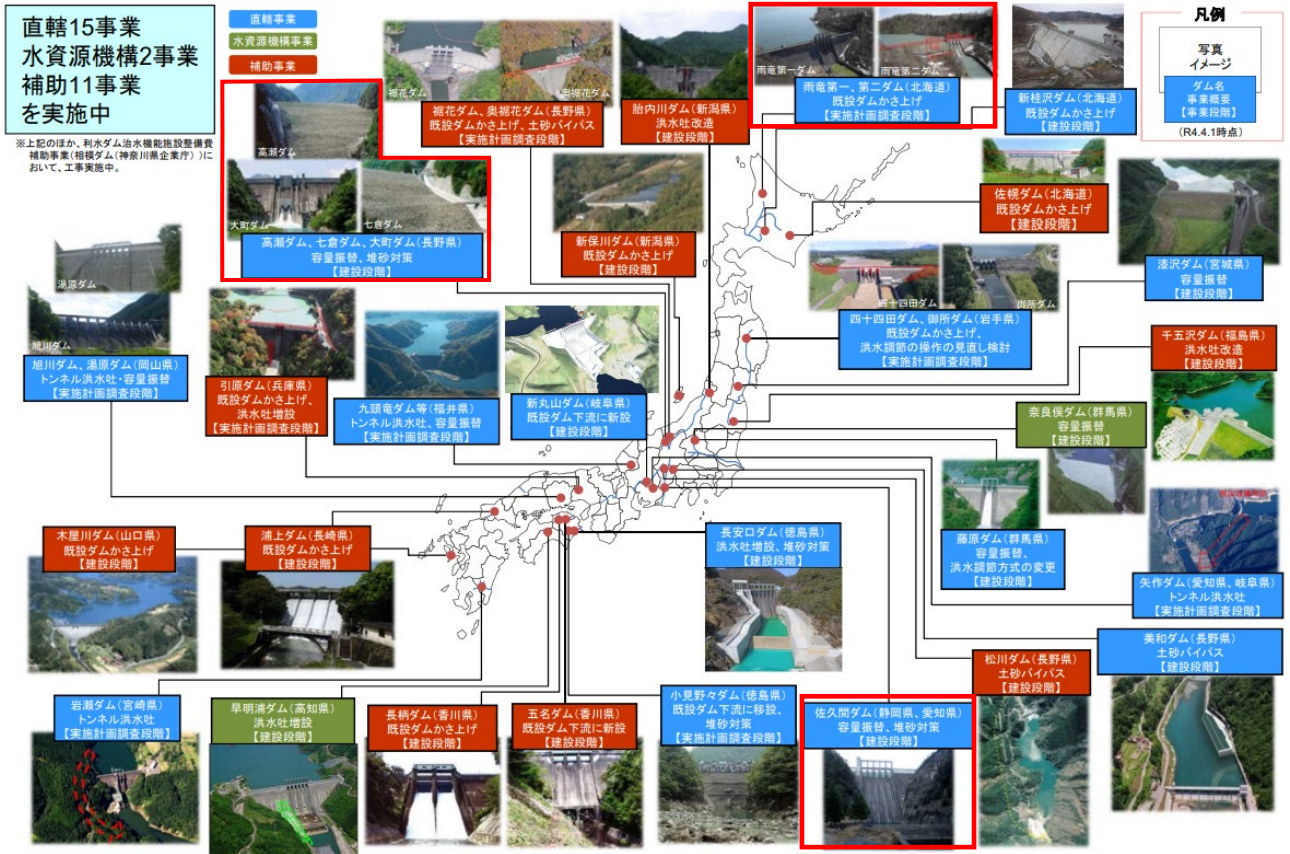 直轄15事業
水資源機構2事業
補助11事業
を実施中
※上記のほか、利水ダム治水機能施設整備費
補助事業(相模ダム(神奈川県企業庁))に
おいて、工事実施中。
直轄事業
水資源機構事業
補助事業
凡例
写真
イメージ
ダム名
事業概要
【事業段階】
(R4.4.1時点)
高瀬ダム
大町ダム
七倉ダム
高瀬ダム、七倉ダム、大町ダム(長野県)
容量振替、堆砂対策
【建設段階】
裾花ダム
奥裾花ダム
裾花ダム、奥裾花ダム(長野県)
既設ダムかさ上げ、土砂バイパス
【実施計画調査段階】
胎内川ダム(新潟県)
洪水吐改造
【建設段階】
雨竜第一ダム
雨竜第二ダム
雨竜第一、第二ダム(北海道)
既設ダムかさ上げ
【実施計画調査段階】
新桂沢ダム(北海道)
既設ダムかさ上げ
【建設段階】
新保川ダム(新潟県)
既設ダムかさ上げ
【建設段階】
佐幌ダム(北海道)
既設ダムかさ上げ
【建設段階】
漆沢ダム(宮城県)
容量振替
【建設段階】
湯原ダム
旭川ダム
旭川ダム、湯原ダム(岡山県)
トンネル洪水吐・容量振替
【実施計画調査段階】
引原ダム(兵庫県)
既設ダムかさ上げ、
洪水吐増設
【実施計画調査段階】
九頭竜ダム等(福井県)
トンネル洪水吐、容量振替
【実施計画調査段階】
新丸山ダム(岐阜県)
既設ダム下流に新設
【建設段階】
四十四田ダム
御所ダム
四十四田ダム、御所ダム(岩手県)
既設ダムかさ上げ、
洪水調節の操作の見直し検討
【実施計画調査段階】
千五沢ダム(福島県)
洪水吐改造
【建設段階】
奈良俣ダム(群馬県)
容量振替
【建設段階】
藤原ダム(群馬県)
容量振替、
洪水調節方式の変更
【建設段階】
矢作ダム(愛知県、岐阜県)
トンネル洪水吐
【実施計画調査段階】
木屋川ダム(山口県)
既設ダムかさ上げ
【建設段階】
浦上ダム(長崎県)
既設ダムかさ上げ
【建設段階】
長安口ダム(徳島県)
洪水吐増設、堆砂対策
【建設段階】
美和ダム(長野県)
土砂バイパス
【建設段階】
松川ダム(長野県)
土砂バイパス
【建設段階】
岩瀬ダム(宮崎県)
トンネル洪水吐
【実施計画調査段階】
早明浦ダム(高知県)
洪水吐増設
【建設段階】
長柄ダム(香川県)
既設ダムかさ上げ
【建設段階】
五名ダム(香川県)
既設ダム下流に新設
【建設段階】
小見野々ダム(徳島県)
既設ダム下流に移設、
堆砂対策
【実施計画調査段階】
佐久間ダム(静岡県、愛知県)
容量振替、堆砂対策
【建設段階】